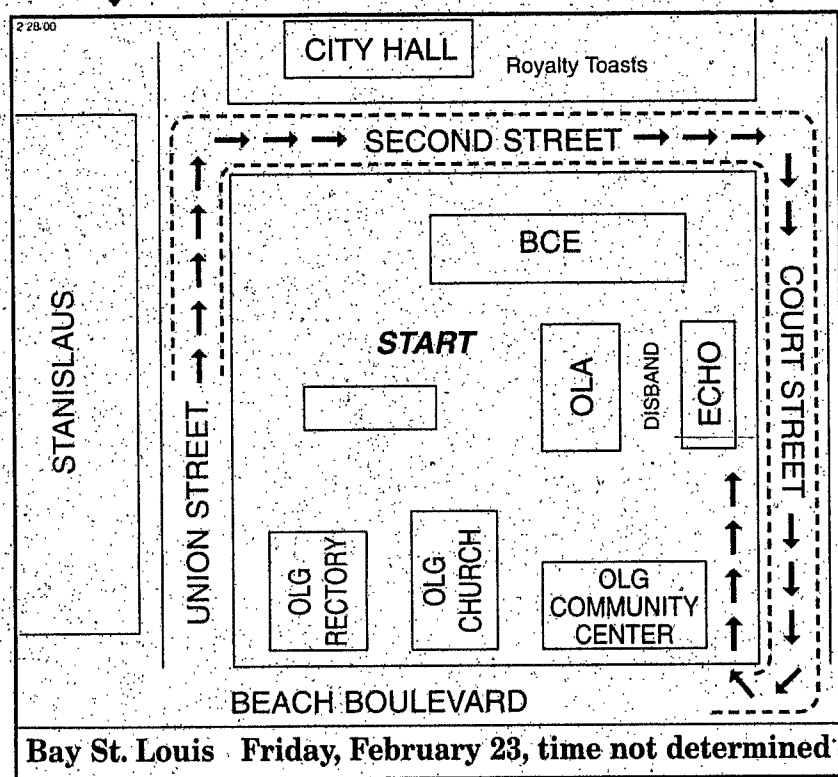 2 28 00
CITY HALL
Royalty Toasts
SECOND STREET
BCE
START
STANISLAUS
UNION STREET
OLA
DISBAND
ECHO
COURT STREET
OLG
RECTORY
OLG
CHURCH
OLG
COMMUNITY
CENTER
BEACH BOULEVARD
Bay St. Louis Friday, February 23, time not determined